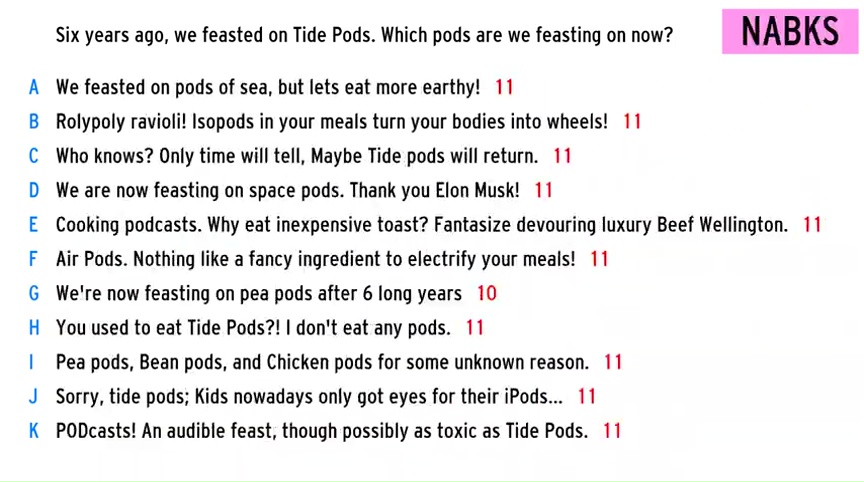 Six years ago, we feasted on Tide Pods. Which pods are we feasting on now?
NABKS
A We feasted on pods of sea, but lets eat more earthy! 11
B Rolypoly ravioli! Isopods in your meals turn your bodies into wheels! 11
C Who knows? Only time will tell, Maybe Tide pods will return. 11
D We are now feasting on space pods. Thank you Elon Musk! 11
E Cooking podcasts. Why eat inexpensive toast? Fantasize devouring luxury Beef Wellington. 11
F Air Pods. Nothing like a fancy ingredient to electrify your meals! 11
G We're now feasting on pea pods after 6 long years 10
H You used to eat Tide Pods?! I don't eat any pods. 11
I Pea pods, Bean pods, and Chicken pods for some unknown reason. 11
J Sorry, tide pods; Kids nowadays only got eyes for their iPods... 11
K PODcasts! An audible feast, though possibly as toxic as Tide Pods. 11